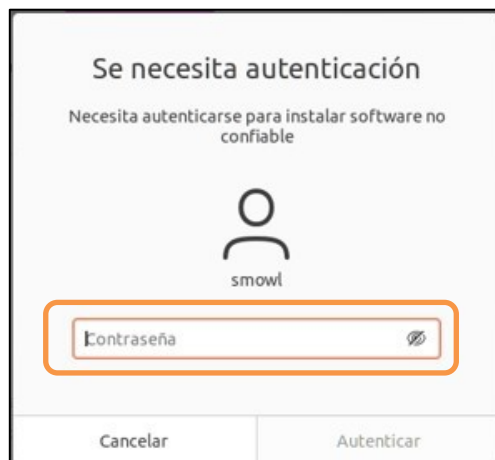 Se necesita autenticación
Necesita autenticarse para instalar software no
confiable
smowl
Contraseña
Cancelar
Autenticar